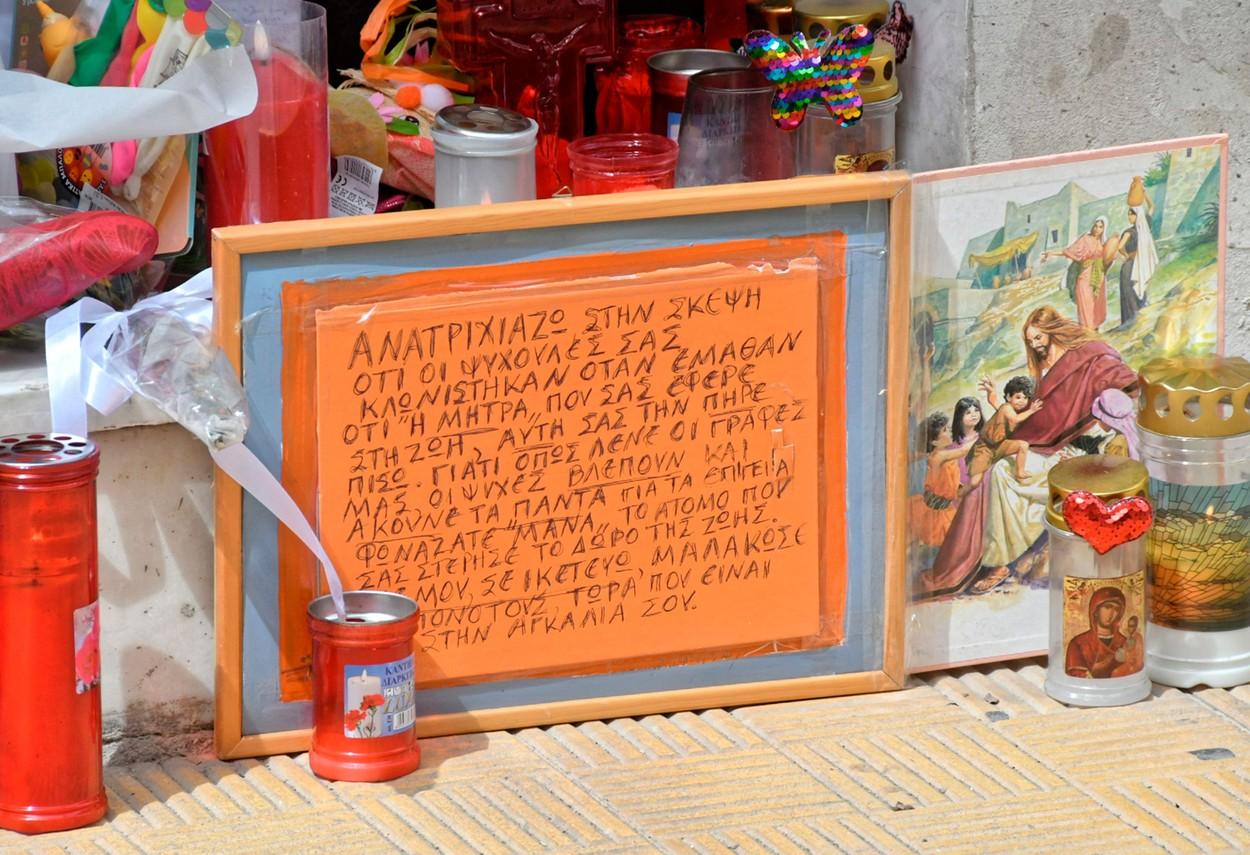 ΑΝΑΤΡΙΧΙΑΖΩ ΣΤΗΝ ΣΚΕΨΗ
ΟΤΙ ΟΙ ΨΥΧΟΥΛΕΣ ΣΑΣ
ΚΛΩΝΙΣΤΗΚΑΝ ΟΤΑΝ ΕΜΑΘΑΝ
ΟΤΙ "Η ΜΗΤΡΑ,, ΠΟΥ ΣΑΣ ΕΦΕΡΕ
ΣΤΗ ΖΩΗ, ΑΥΤΗ ΣΑΣ ΤΗΝ ΠΗΡΕ
ΠΙΣΩ. ΓΙΑΤΙ ΟΠΩΣ ΛΕΝΕ ΟΙ ΓΡΑΦΕΣ
ΜΑΣ, ΟΙ ΨΥΧΕΣ ΒΛΕΠΟΥΝ ΚΑΙ
ΑΚΟΥΝΕ ΤΑ ΠΑΝΤΑ ΓΙΑ ΤΑ ΕΠΙΓΕΙΑ
ΦΩΝΑΖΑΤΕ "ΜΑΝΑ,, ΤΟ ΑΤΟΜΟ ΠΟΥ
ΣΑΣ ΣΤΕΡΗΣΕ ΤΟ ΔΩΡΟ ΤΗΣ ΖΩΗΣ.
ΜΟΥ, ΣΕ ΙΚΕΤΕΥΩ ΜΑΛΑΚΩΣΕ
ΠΟΝΟ ΤΟΥΣ ΤΩΡΑ ΠΟΥ ΕΙΝΑΙ
ΣΤΗΝ ΑΓΚΑΛΙΑ ΣΟΥ.